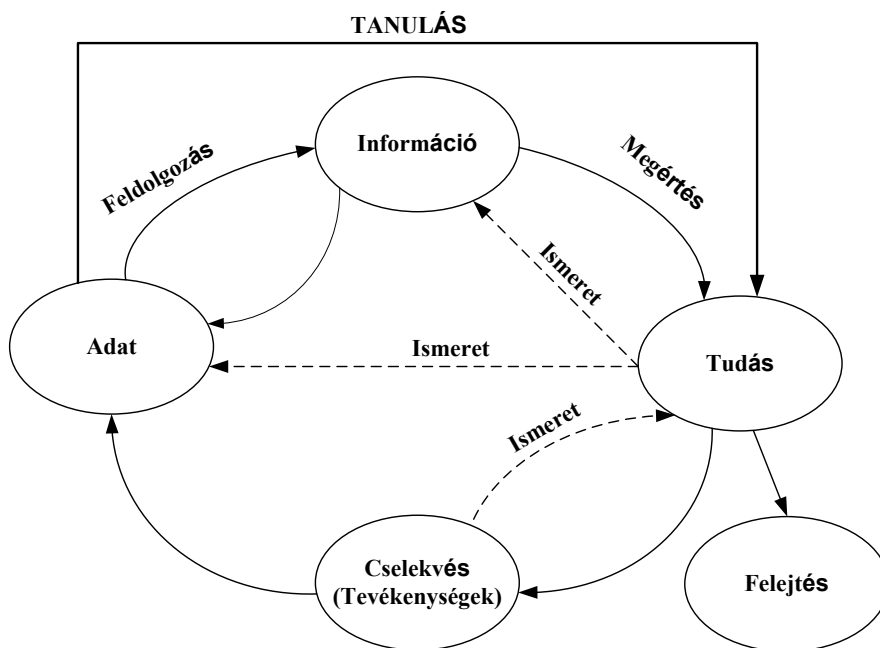 TANULÁS
Információ
Feldolgozás
Megértés
Ismeret
Adat
Ismeret
Tudás
Ismeret
Cselekvés
(Tevékenységek)
Felejtés